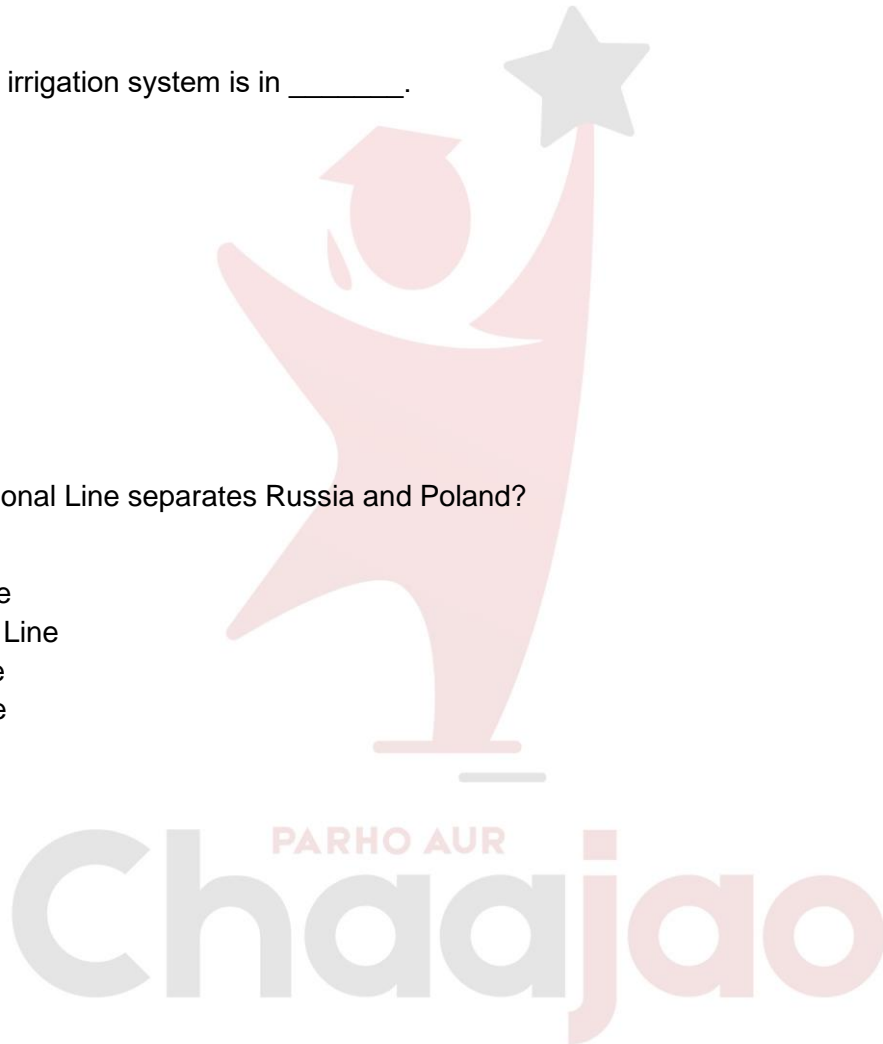 irrigation system is in _______.
onal Line separates Russia and Poland?
e
Line
e
e
PARHO AUR
Chaajao